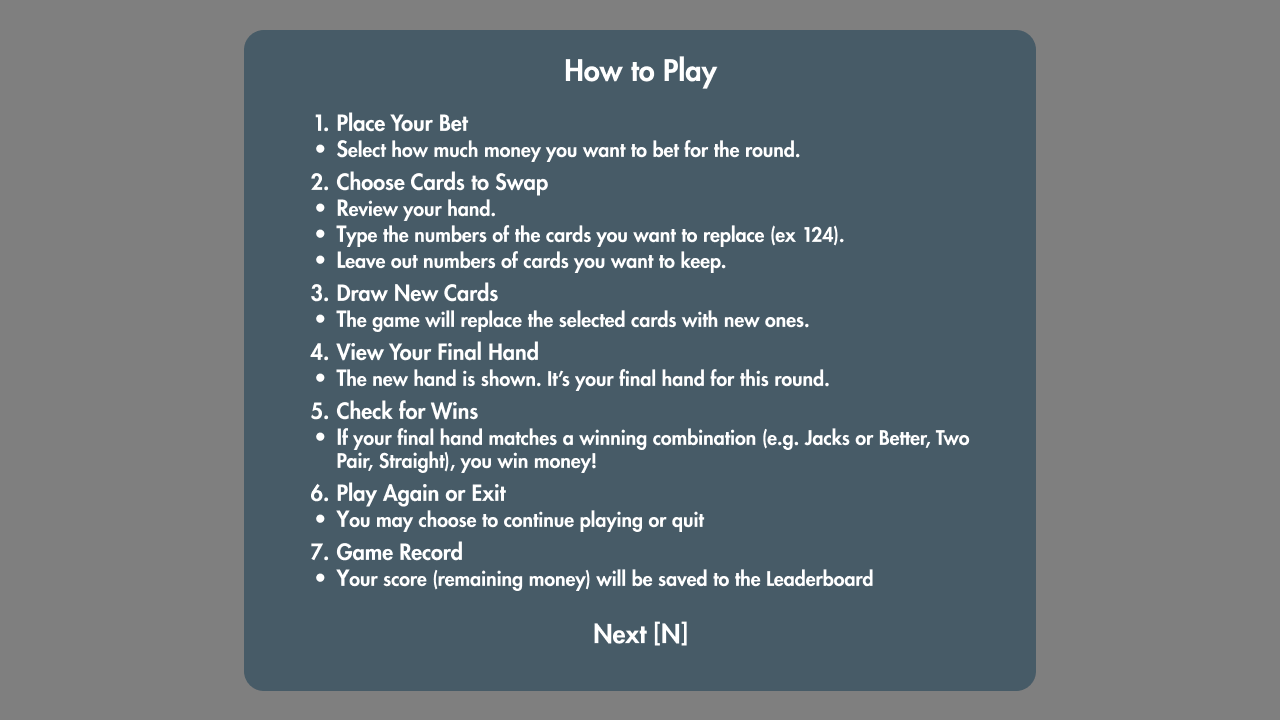 How to Play
1. Place Your Bet
• Select how much money you want to bet for the round.
2. Choose Cards to Swap
• Review your hand.
• Type the numbers of the cards you want to replace (ex 124).
• Leave out numbers of cards you want to keep.
3. Draw New Cards
• The game will replace the selected cards with new ones.
4. View Your Final Hand
• The new hand is shown. It’s your final hand for this round.
5. Check for Wins
• If your final hand matches a winning combination (e.g. Jacks or Better, Two
Pair, Straight), you win money!
6. Play Again or Exit
• You may choose to continue playing or quit
7. Game Record
• Your score (remaining money) will be saved to the Leaderboard
Next [N]